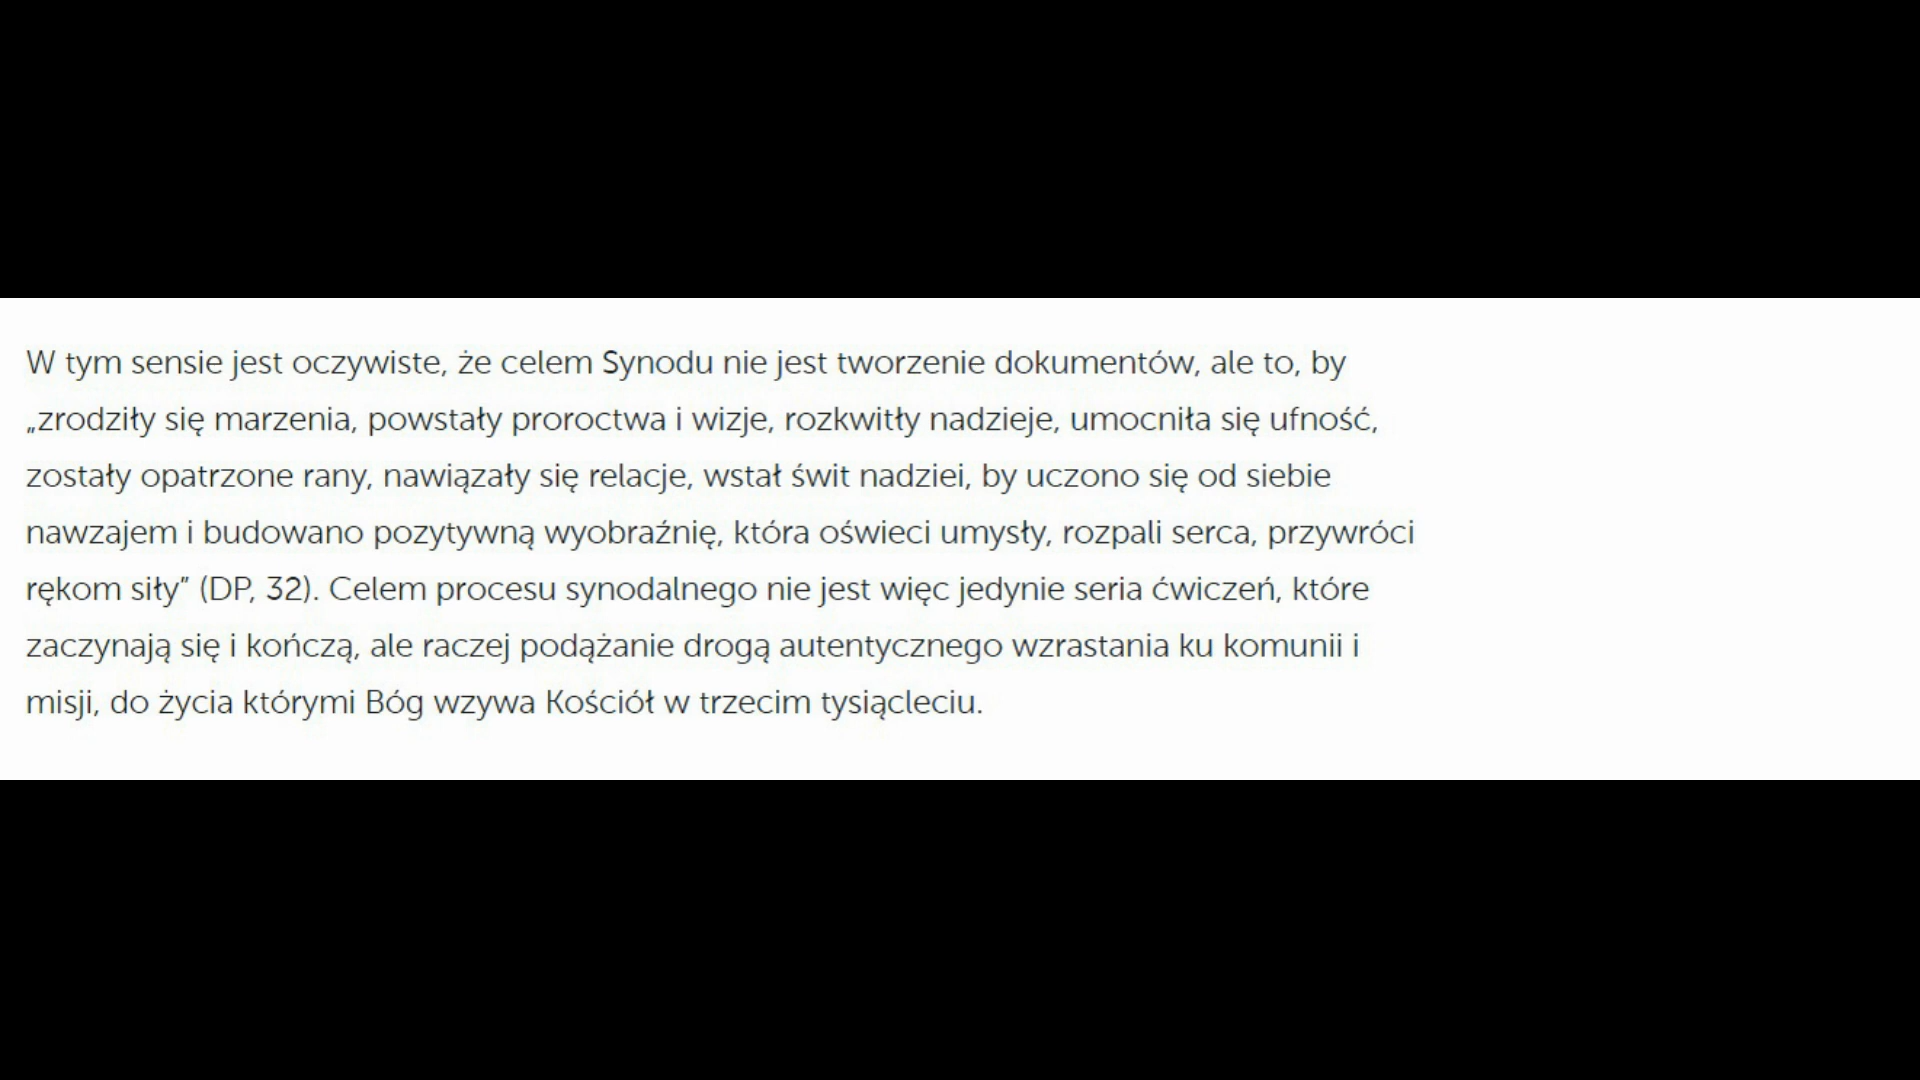 W tym sensie jest oczywiste, że celem Synodu nie jest tworzenie dokumentów, ale to, by
„zrodziły się marzenia, powstały proroctwa i wizje, rozkwitły nadzieje, umocniła się ufność,
zostały opatrzone rany, nawiązały się relacje, wstał świt nadziei, by uczono się od siebie
nawzajem i budowano pozytywną wyobraźnię, która oświeci umysły, rozpali serca, przywróci
rękom siły” (DP, 32). Celem procesu synodalnego nie jest więc jedynie seria ćwiczeń, które
zaczynają się i kończą, ale raczej podążanie drogą autentycznego wzrastania ku komunii i
misji, do życia którymi Bóg wzywa Kościół w trzecim tysiącleciu.